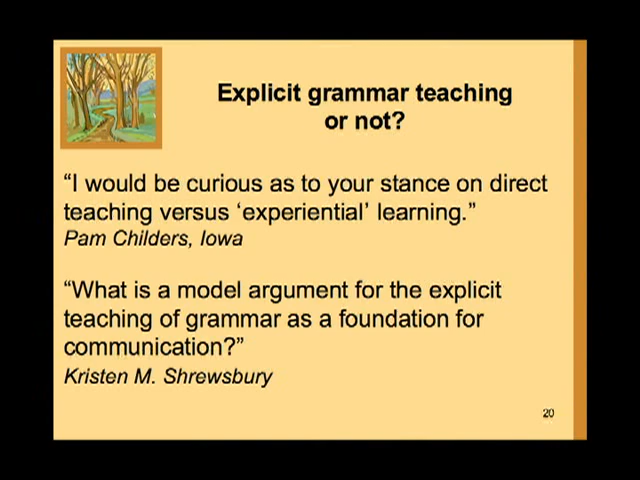 Explicit grammar teaching
or not?
“I would be curious as to your stance on direct
teaching versus ‘experiential’ learning.”
Pam Childers, Iowa
“What is a model argument for the explicit
teaching of grammar as a foundation for
communication?”
Kristen M. Shrewsbury
20